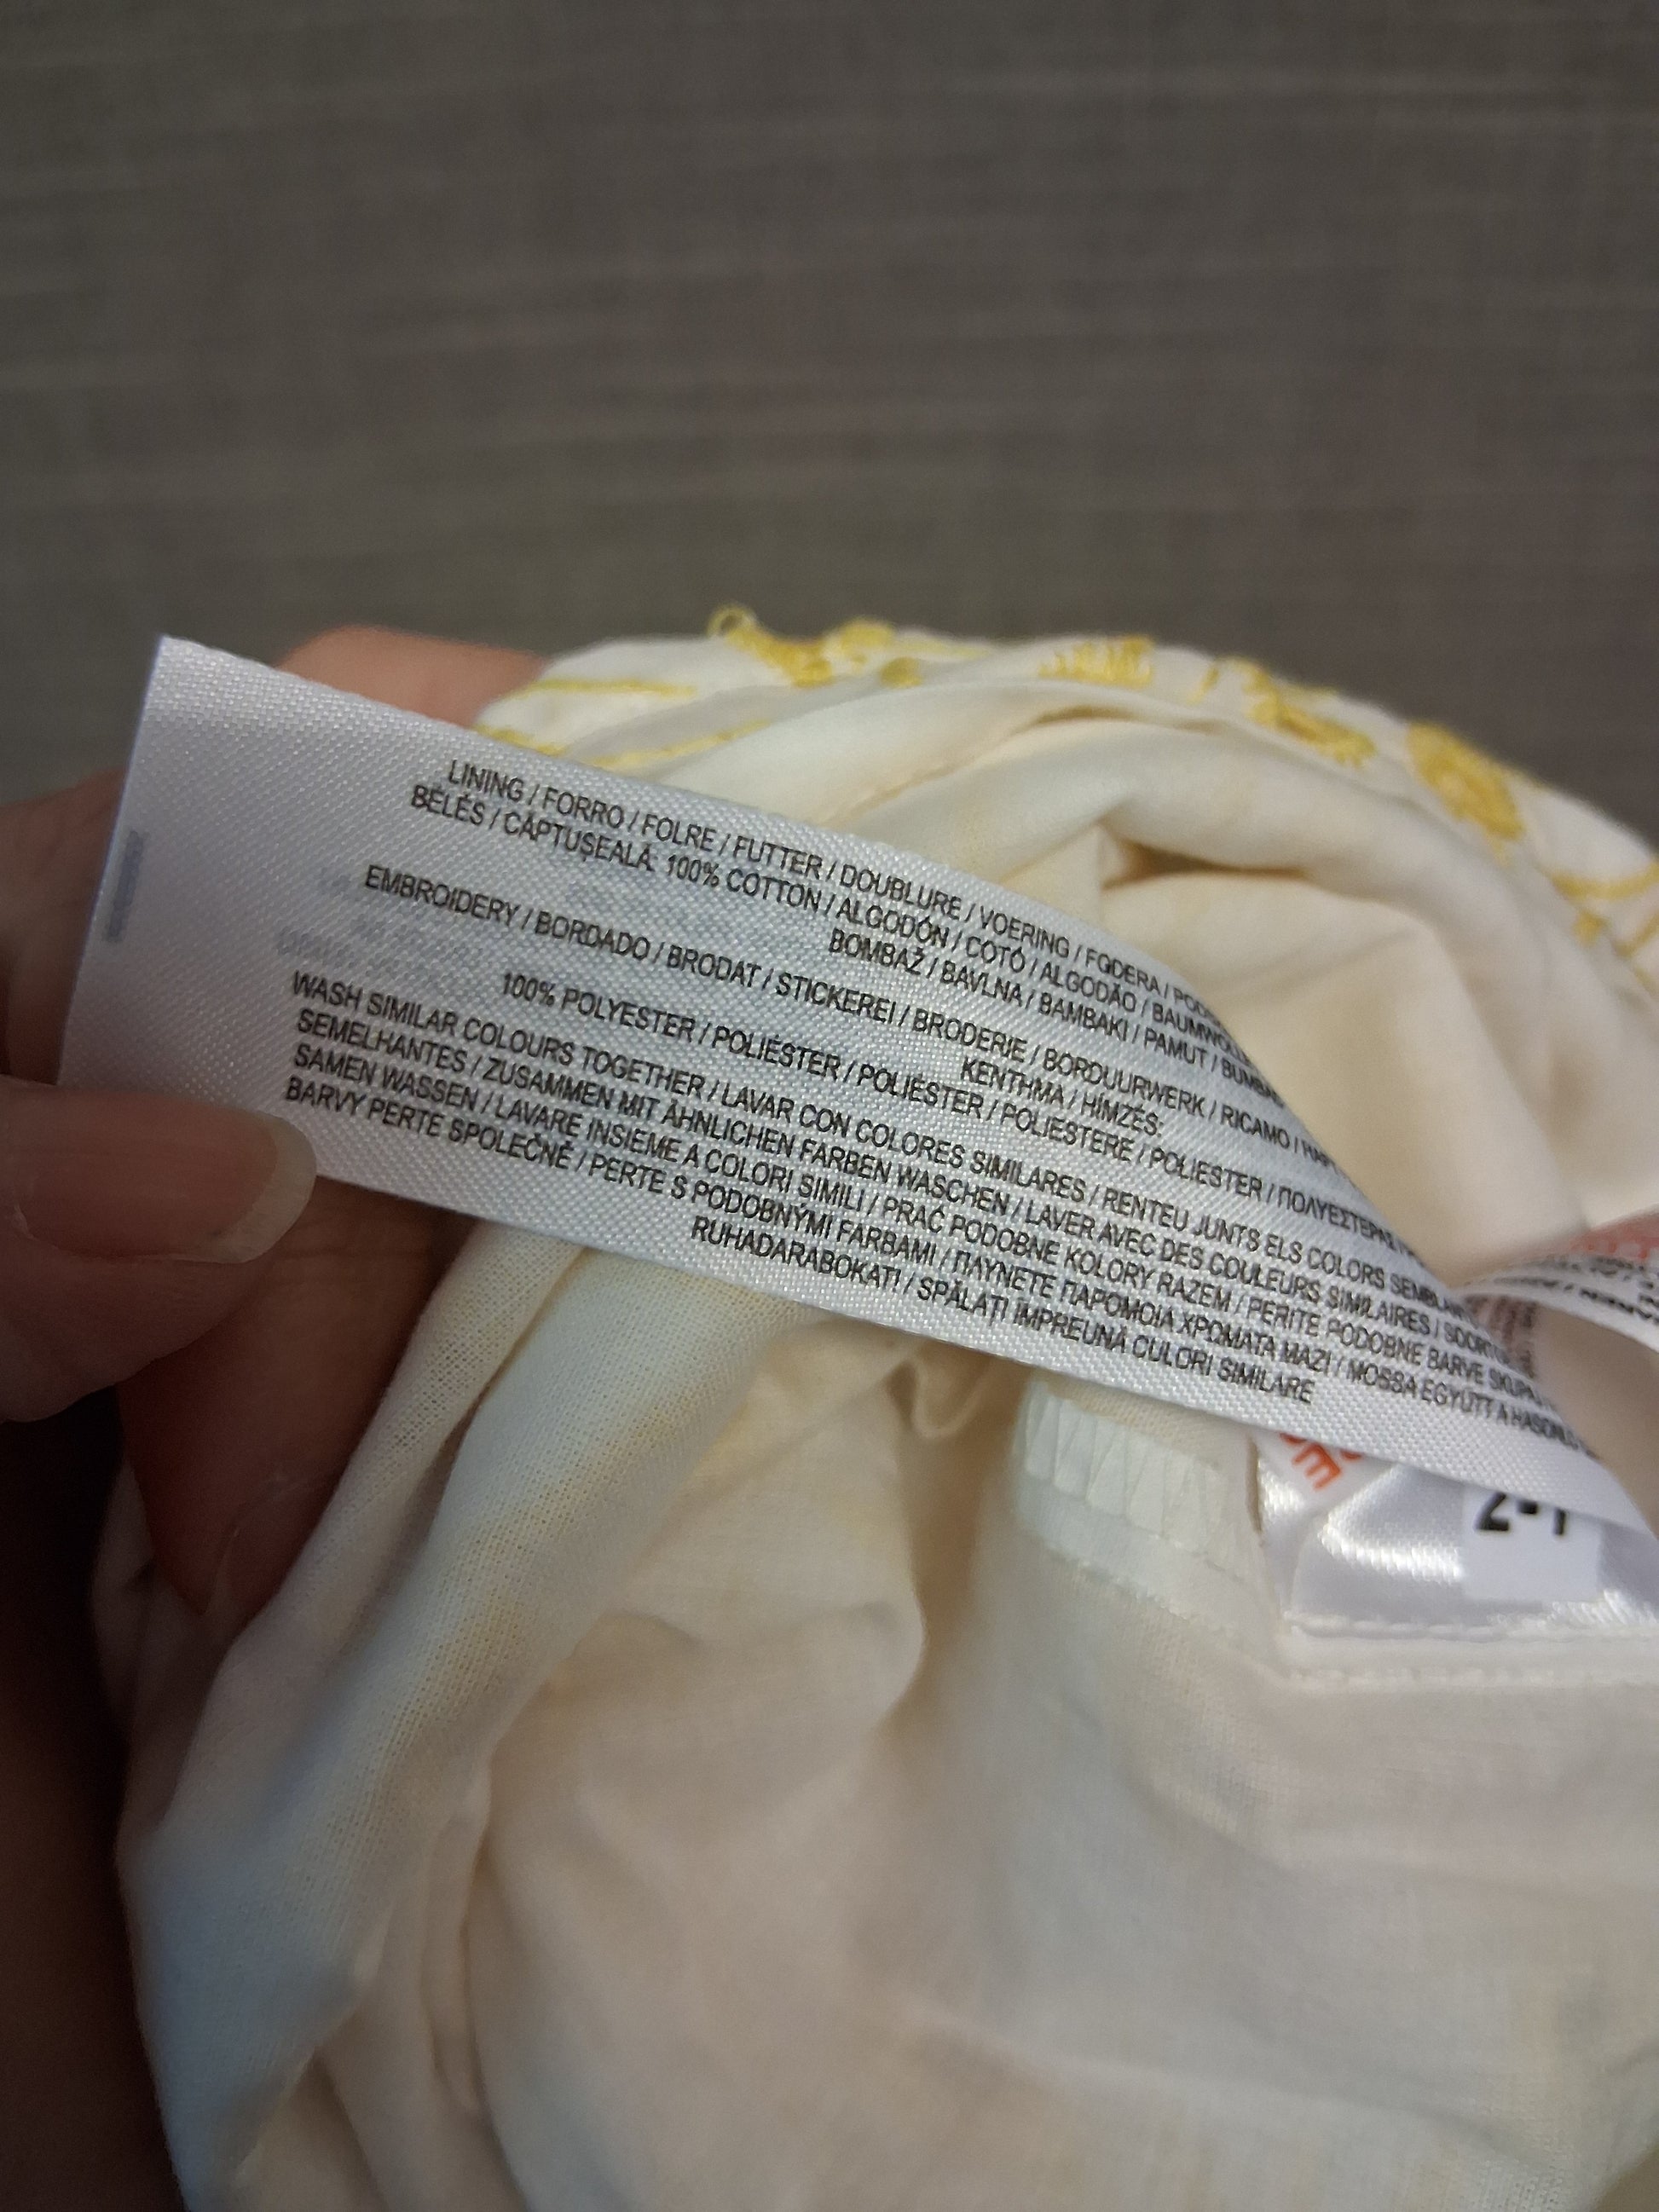 LINING / FORRO / FOLRE / FUTTER / DOUBLURE / VOERING / FODERA /
BÉLÉS / CĂPTUȘEALĂ: 100% COTTON / ALGODÓN / COTÓ / ALGODÃO /
BOMBAŽ / BAVLNA / BAMBAKI / PAMUT /
EMBROIDERY / BORDADO / BRODAT / STICKEREI / BRODERIE / BORDUURWERK / RICAMO /
KENTHMA / HÍMZÉS:
100% POLYESTER / POLIÉSTER / POLIÈSTER / POLIESTERE / POLIESTER /
WASH SIMILAR COLOURS TOGETHER / LAVAR CON COLORES SIMILARES / RENTEU JUNTS ELS COLORS
SEMELHANTES / ZUSAMMEN MIT ÄHNLICHEN FARBEN WASCHEN / LAVER AVEC DES COULEURS SIMILAIRES /
SAMEN WASSEN / LAVARE INSIEME A COLORI SIMILI / PRAĆ PODOBNE KOLORY RAZEM / PERITE PODOBNE BARVE
BARVY PERTE SPOLEČNĚ / PERTE S PODOBNÝMI FARBAMI / ΠΛΥΝΕΤΕ ΠΑΡΟΜΟΙΑ ΧΡΩΜΑΤΑ ΜΑΖΙ / MOSSA EGYÜTT A
RUHADARABOKAT! / SPĂLAȚI ÎMPREUNĂ CULORI SIMILARE